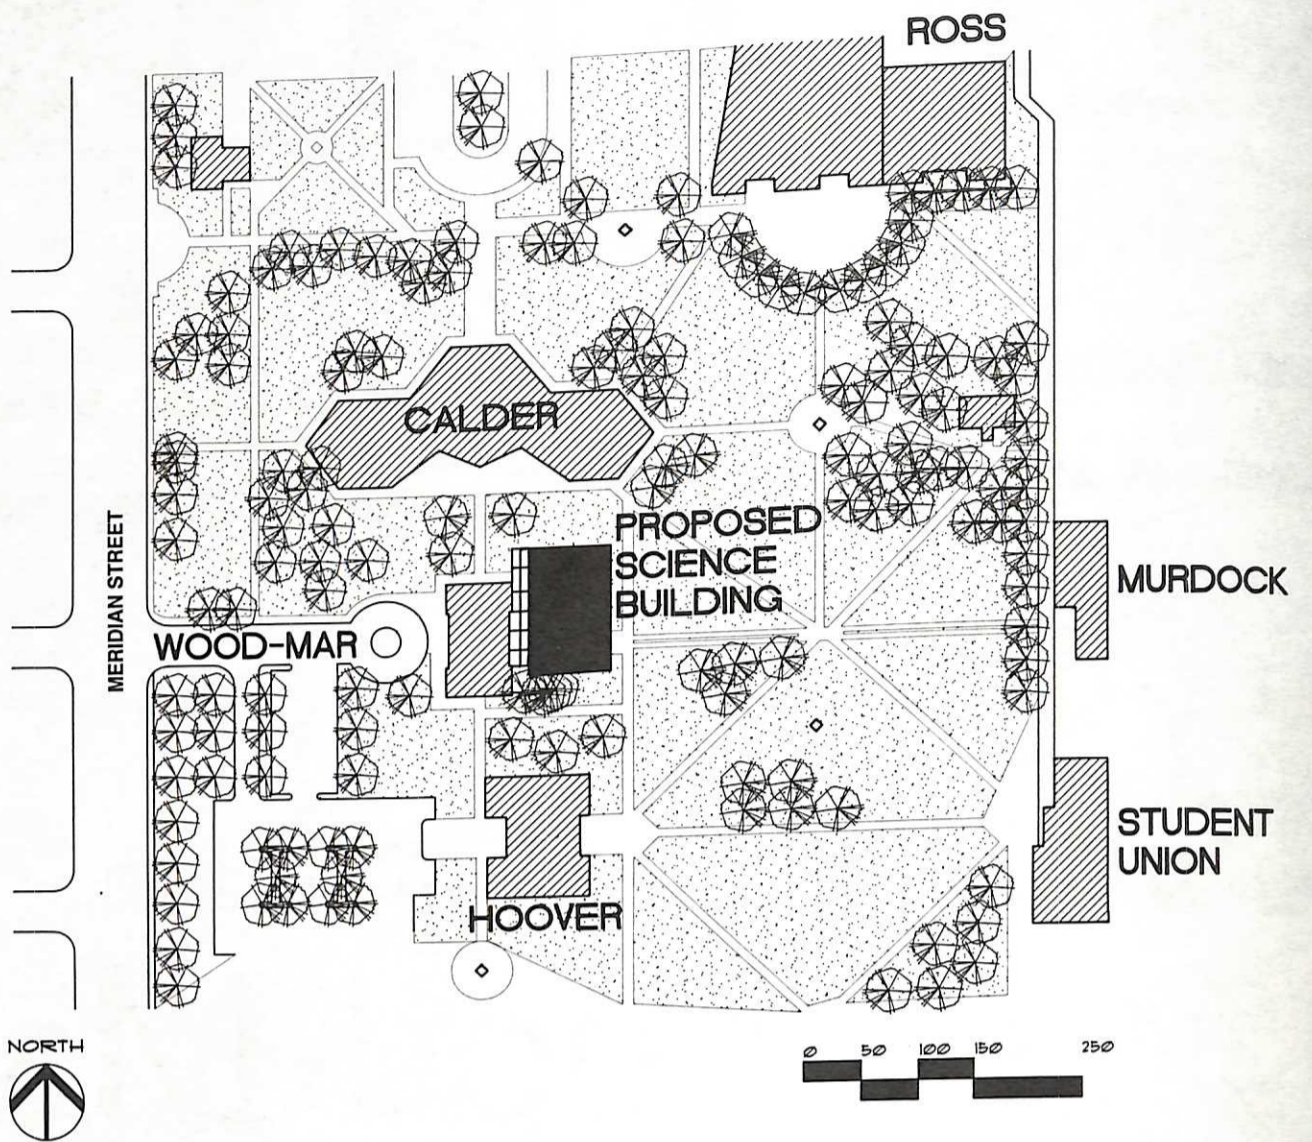 ROSS
CALDER
PROPOSED
SCIENCE
BUILDING
MURDOCK
MERIDIAN STREET
WOOD-MAR
STUDENT
UNION
HOOVER
NORTH
0 50 100 150 250